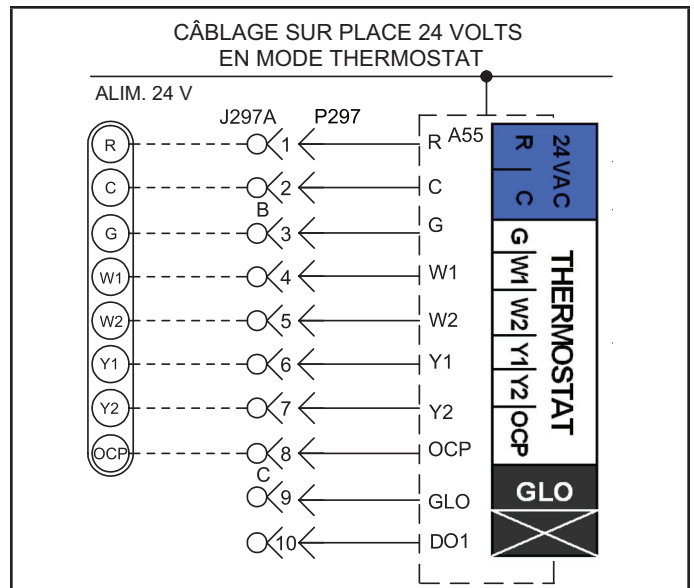 CÂBLAGE SUR PLACE 24 VOLTS
EN MODE THERMOSTAT
ALIM. 24 V
J297A P297
R 1 R A55
C 2 C
B
G 3 G
W1 4 W1
W2 5 W2
Y1 6 Y1
Y2 7 Y2
OCP 8 OCP
C
9 GLO
10 DO1
24VAC
R C
THERMOSTAT
G W1 W2 Y1 Y2 OCP
GLO